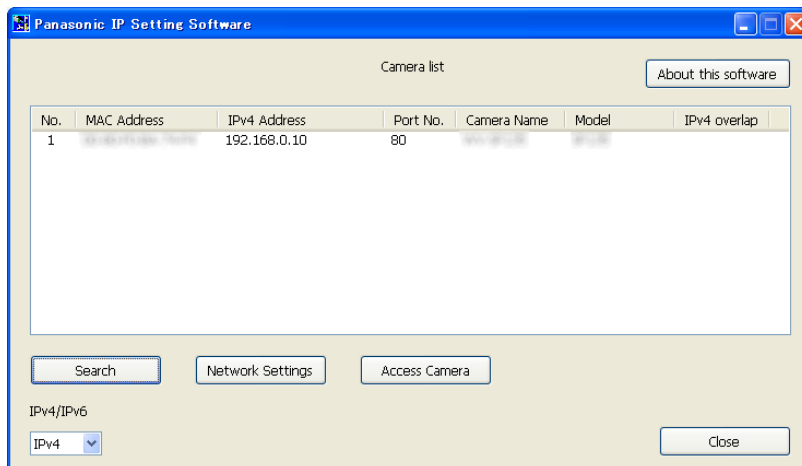 Panasonic IP Setting Software
Camera list
About this software
No. MAC Address IPv4 Address Port No. Camera Name Model IPv4 overlap
1 192.168.0.10 80
Search Network Settings Access Camera
IPv4/IPv6
IPv4 Close